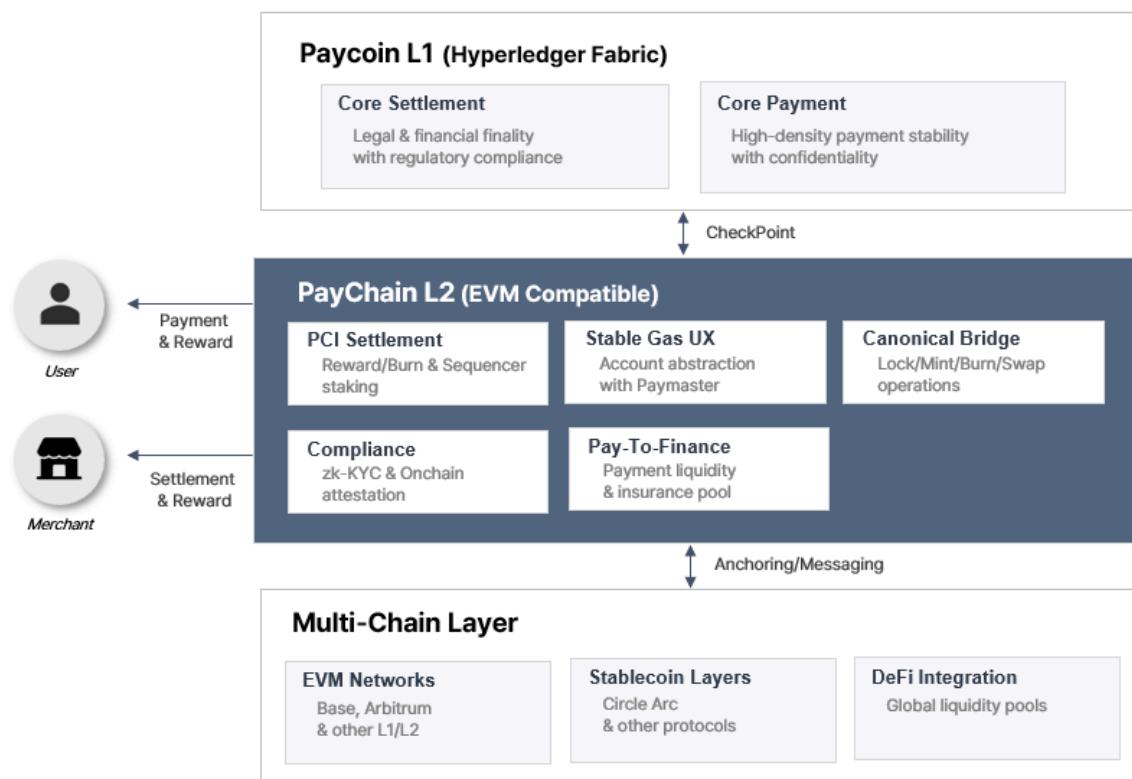 Paycoin L1 (Hyperledger Fabric)
Core Settlement
Legal & financial finality
with regulatory compliance
Core Payment
High-density payment stability
with confidentiality
CheckPoint
User
Payment
& Reward
Merchant
Settlement
& Reward
PayChain L2 (EVM Compatible)
PCI Settlement
Reward/Burn & Sequencer
staking
Stable Gas UX
Account abstraction
with Paymaster
Canonical Bridge
Lock/Mint/Burn/Swap
operations
Compliance
zk-KYC & Onchain
attestation
Pay-To-Finance
Payment liquidity
& insurance pool
Anchoring/Messaging
Multi-Chain Layer
EVM Networks
Base, Arbitrum
& other L1/L2
Stablecoin Layers
Circle Arc
& other protocols
DeFi Integration
Global liquidity pools